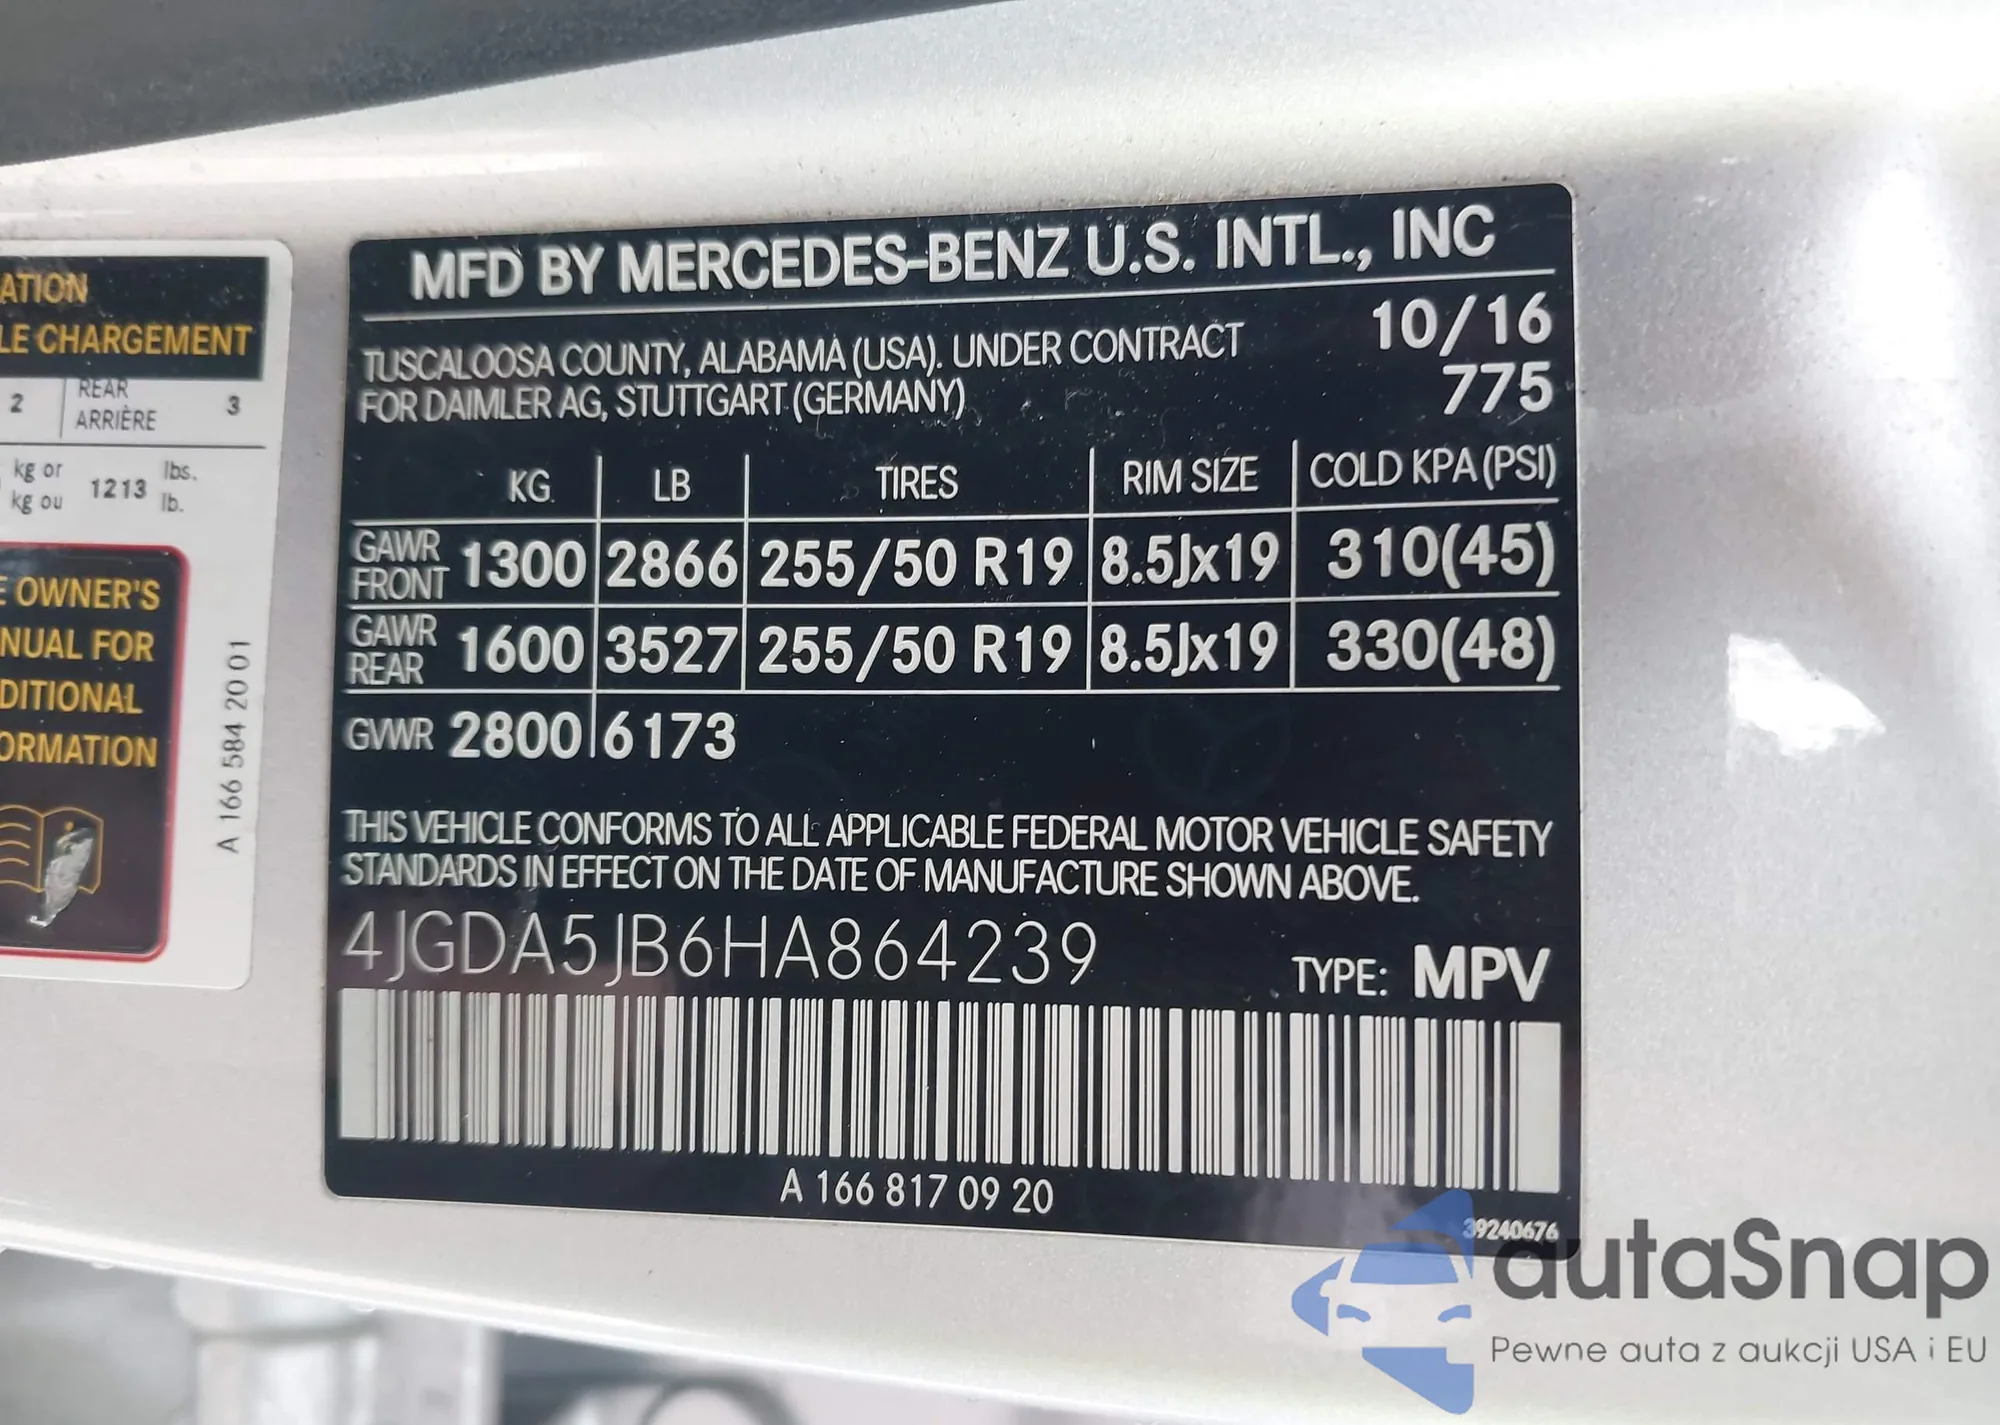 ATION
LE CHARGEMENT
2
REAR
ARRIÈRE
3
kg or
kg ou
1213
lbs.
lb.
E OWNER'S
NUAL FOR
DITIONAL
ORMATION
A 166 584 20 01
MFD BY MERCEDES-BENZ U.S. INTL., INC
TUSCALOOSA COUNTY, ALABAMA (USA). UNDER CONTRACT
FOR DAIMLER AG, STUTTGART (GERMANY)
10/16
775
KG LB TIRES RIM SIZE COLD KPA (PSI)
GAWR FRONT 1300 2866 255/50 R19 8.5Jx19 310(45)
GAWR REAR 1600 3527 255/50 R19 8.5Jx19 330(48)
GVWR 2800 6173
THIS VEHICLE CONFORMS TO ALL APPLICABLE FEDERAL MOTOR VEHICLE SAFETY
STANDARDS IN EFFECT ON THE DATE OF MANUFACTURE SHOWN ABOVE.
4JGDA5JB6HA864239
TYPE: MPV
A 166 817 09 20
39240676
autaSnap
Pewne auta z aukcji USA i EU